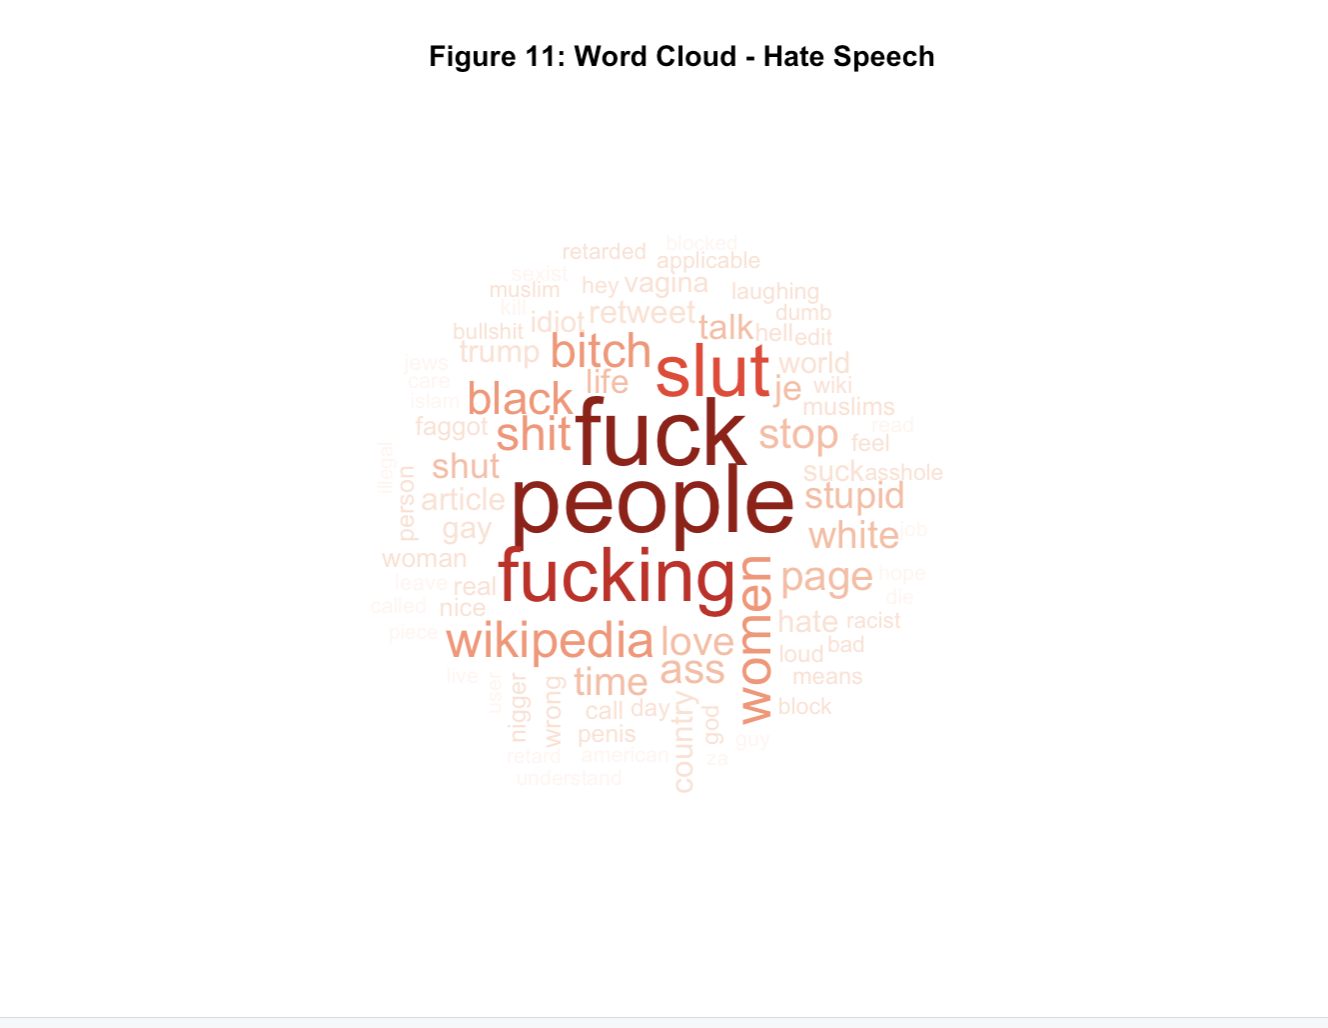 Figure 11: Word Cloud - Hate Speech
blocked
retarded
applicable
sexist
muslim
hey
vagina
laughing
kill
idiot
retweet
dumb
bullshit
talk
hell
edit
trump
bitch
slut
world
jews
care
life
je
wiki
islam
black
muslims
faggot
shit
fuck
stop
read
feel
illegal
shut
suck
asshole
person
article
people
stupid
gay
white
job
woman
fucking
women
page
hope
leave
real
die
called
nice
hate
racist
piece
wikipedia
love
bad
loud
live
user
time
ass
means
nigger
wrong
call
day
country
god
block
penis
guy
retard
american
za
understand